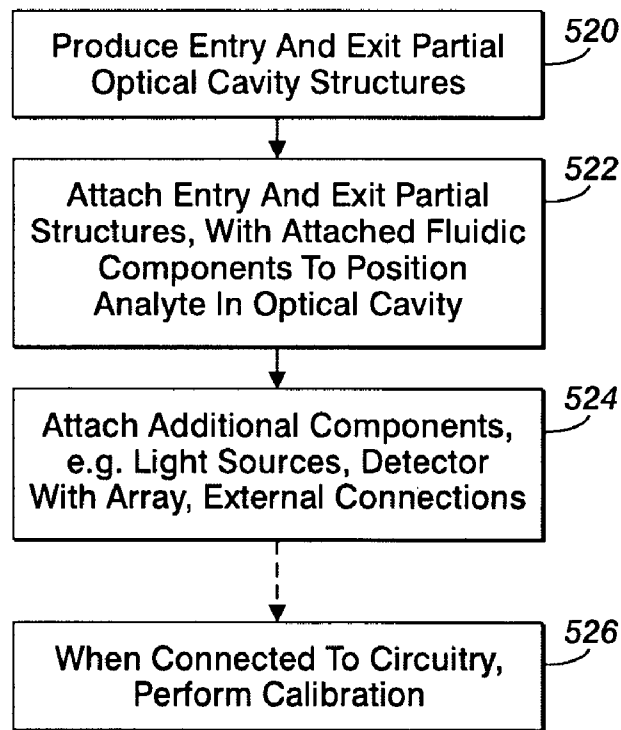 520
Produce Entry And Exit Partial
Optical Cavity Structures
522
Attach Entry And Exit Partial
Structures, With Attached Fluidic
Components To Position
Analyte In Optical Cavity
524
Attach Additional Components,
e.g. Light Sources, Detector
With Array, External Connections
526
When Connected To Circuitry,
Perform Calibration